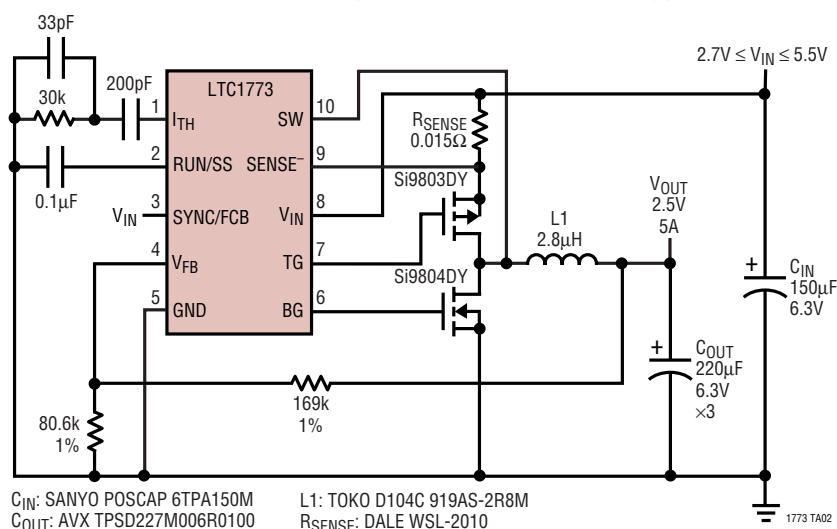 33pF
2.7V ≤ VIN ≤ 5.5V
200pF
30k
LTC1773
1
ITH
SW
10
RSENSE
0.015Ω
2
RUN/SS
SENSE–
9
0.1µF
Si9803DY
VIN
3
SYNC/FCB
VIN
8
VOUT
2.5V
5A
L1
2.8µH
4
VFB
TG
7
Si9804DY
+
CIN
150µF
6.3V
5
GND
BG
6
+
COUT
220µF
6.3V
×3
169k
1%
80.6k
1%
CIN: SANYO POSCAP 6TPA150M
COUT: AVX TPSD227M006R0100
L1: TOKO D104C 919AS-2R8M
RSENSE: DALE WSL-2010
1773 TA02